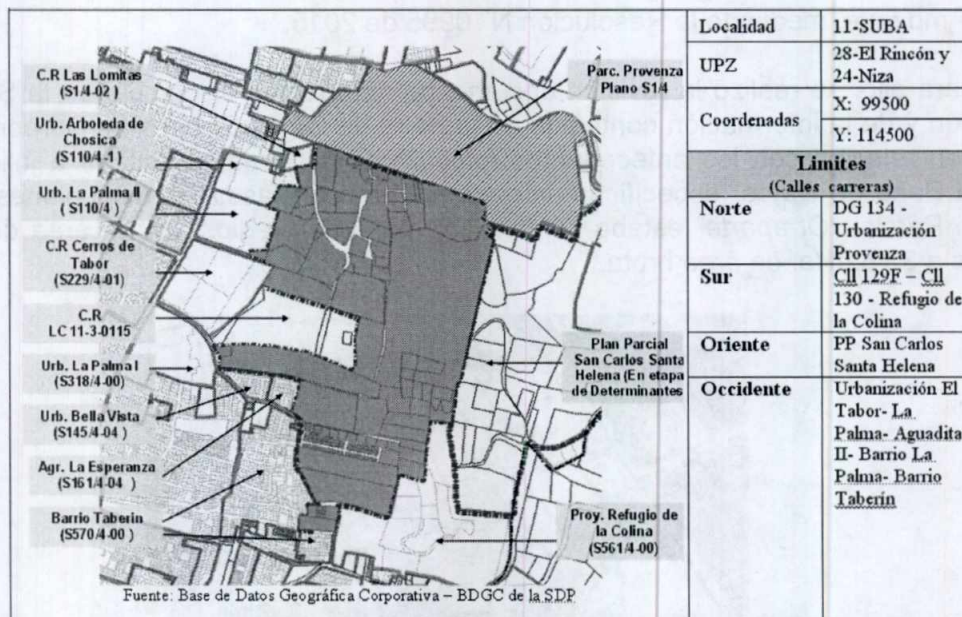 C.R Las Lomitas
(S1/4-02 )
Urb. Arboleda de
Chosica
(S110/4-1)
Urb. La Palma II
( S110/4 )
C.R Cerros de
Tabor
(S229/4-01)
C.R
LC 11-3-0115
Urb. La Palma I
(S318/4-00)
Urb. Bella Vista
(S145/4-04 )
Agr. La Esperanza
(S161/4-04 )
Barrio Taberin
(S570/4-00 )
Parc. Provenza
Plano S1/4
Plan Parcial
San Carlos Santa
Helena (En etapa
de Determinantes
Proy. Refugio de
la Colina
(S561/4-00)
Fuente: Base de Datos Geográfica Corporativa – BDGC de la SDP
Localidad 11-SUBA
UPZ 28-El Rincón y
24-Niza
Coordenadas X: 99500
Y: 114500
Limites
(Calles carreras)
Norte DG 134 -
Urbanización
Provenza
Sur Cll 129F – Cll
130 - Refugio de
la Colina
Oriente PP San Carlos
Santa Helena
Occidente Urbanización El
Tabor- La
Palma- Aguadita
II- Barrio La
Palma- Barrio
Taberín